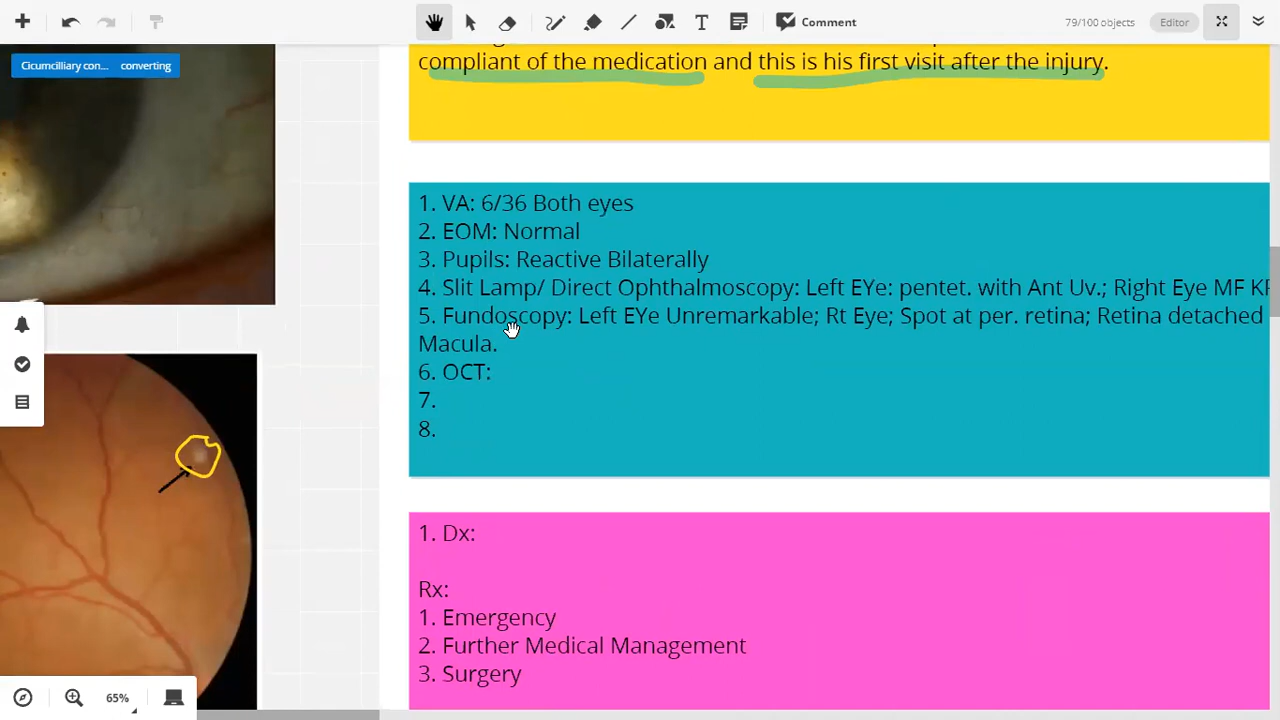 Comment
79/100 objects
Editor
Cicumcilliary con... converting
compliant of the medication and this is his first visit after the injury.
1. VA: 6/36 Both eyes
2. EOM: Normal
3. Pupils: Reactive Bilaterally
4. Slit Lamp/ Direct Ophthalmoscopy: Left EYe: pentet. with Ant Uv.; Right Eye MF
5. Fundoscopy: Left EYe Unremarkable; Rt Eye; Spot at per. retina; Retina detached
Macula.
6. OCT:
7.
8.
1. Dx:
Rx:
1. Emergency
2. Further Medical Management
3. Surgery
65%